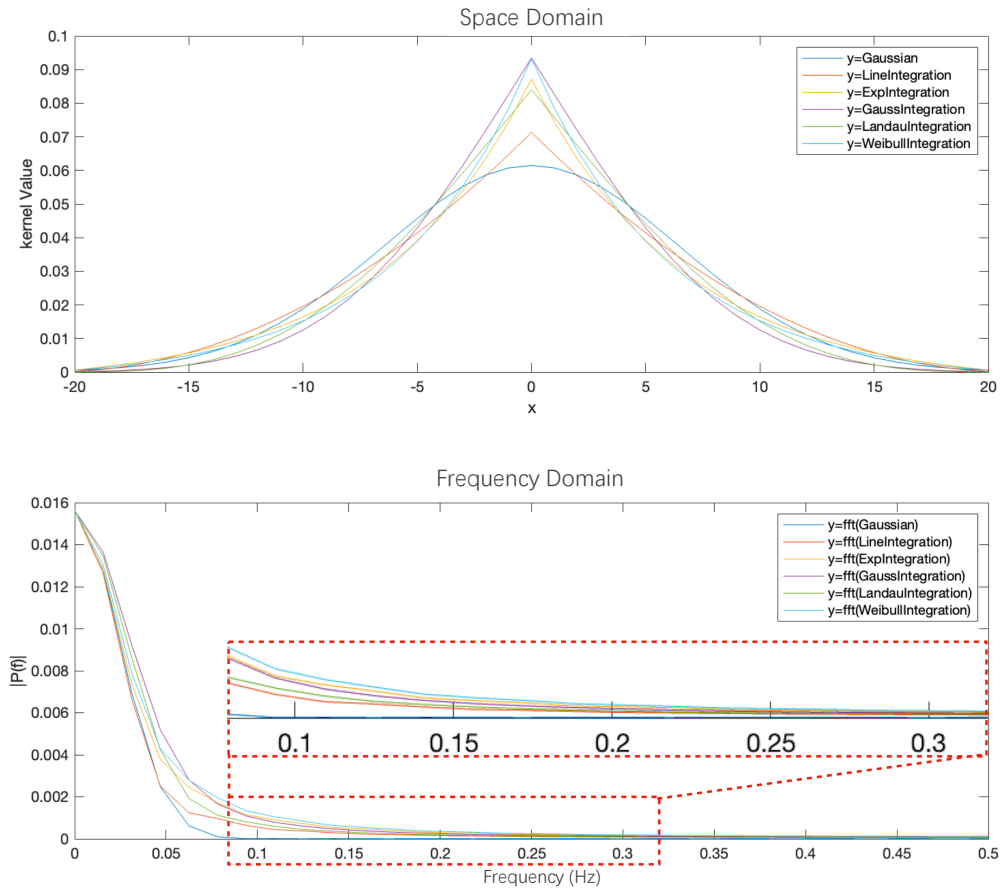 Space Domain
0.1
0.09
0.08
0.07
0.06
0.05
0.04
0.03
0.02
0.01
0
kernel Value
y=Gaussian
y=LineIntegration
y=ExpIntegration
y=GaussIntegration
y=LandauIntegration
y=WeibullIntegration
-20 -15 -10 -5 0 5 10 15 20
x
Frequency Domain
0.016
0.014
0.012
0.01
0.008
0.006
0.004
0.002
0
|P(f)|
y=fft(Gaussian)
y=fft(LineIntegration)
y=fft(ExpIntegration)
y=fft(GaussIntegration)
y=fft(LandauIntegration)
y=fft(WeibullIntegration)
0.1 0.15 0.2 0.25 0.3
0 0.05 0.1 0.15 0.2 0.25 0.3 0.35 0.4 0.45 0.5
Frequency (Hz)